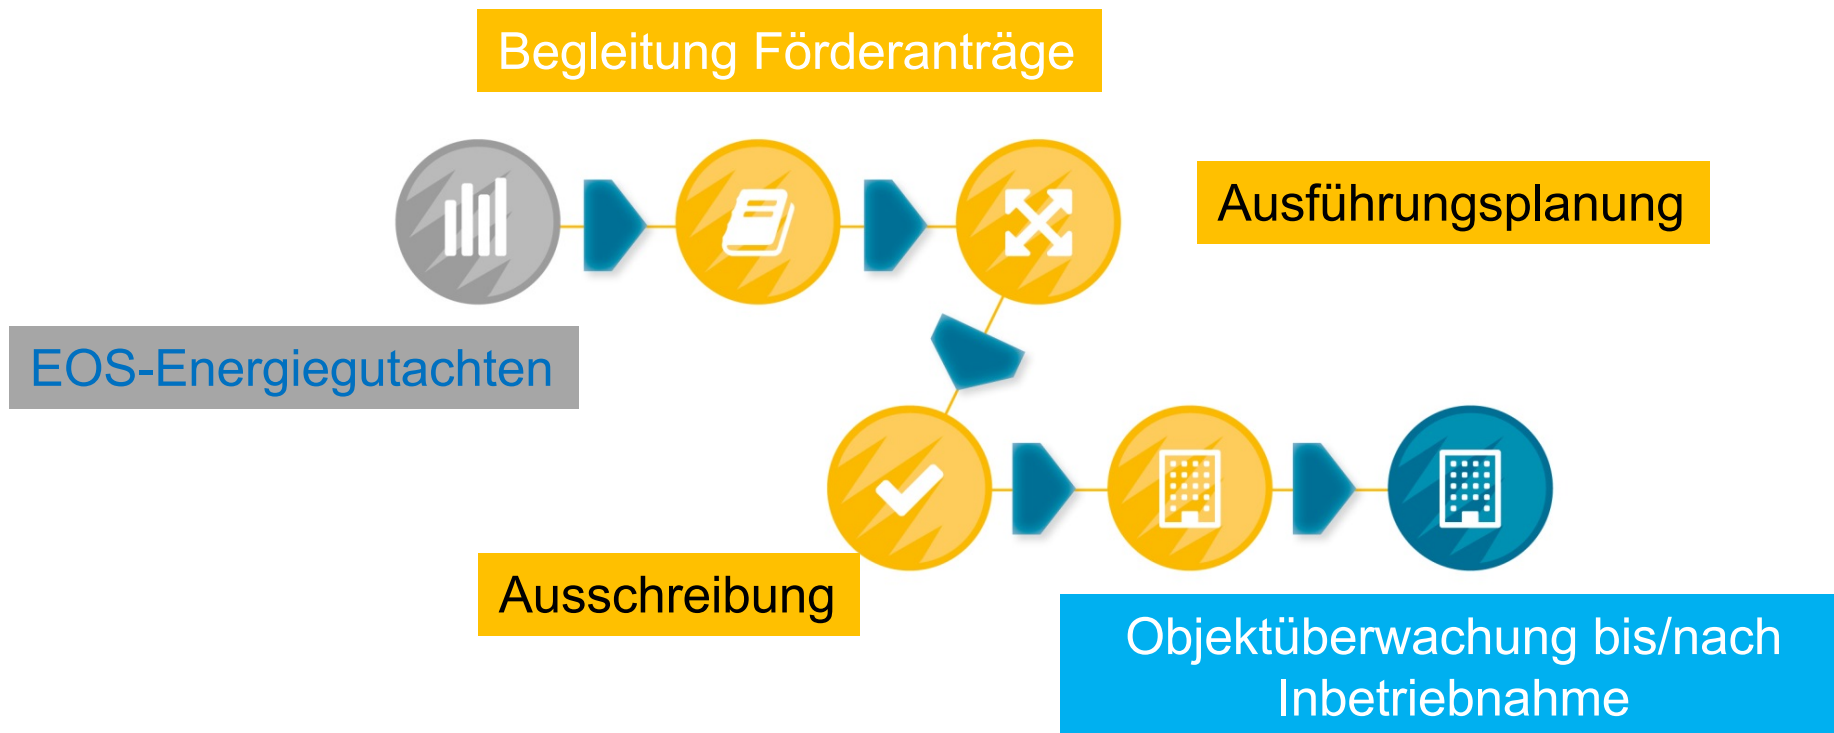 Begleitung Förderanträge
Ausführungsplanung
EOS-Energiegutachten
Ausschreibung
Objektüberwachung bis/nach
Inbetriebnahme